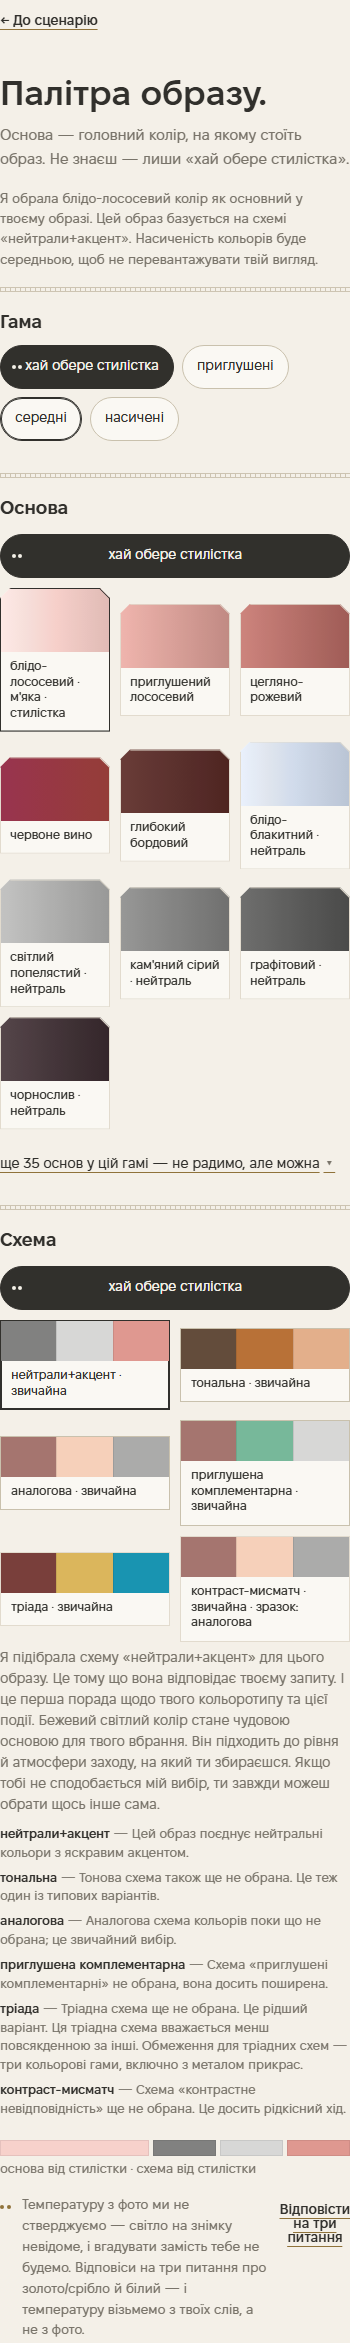 ← До сценарію
Палітра образу.
Основа — головний колір, на якому стоїть
образ. Не знаєш — лиши «хай обере стилістка».
Я обрала блідо-лососевий колір як основний у
твоєму образі. Цей образ базується на схемі
«нейтрали+акцент». Насиченість кольорів буде
середньою, щоб не перевантажувати твій вигляд.
Гама
хай обере стилістка
приглушені
середні
насичені
Основа
хай обере стилістка
блідо-
лососевий ·
м'яка ·
стилістка
приглушений
лососевий
цегляно-
рожевий
червоне вино
глибокий
бордовий
блідо-
блакитний ·
нейтраль
світлий
попелястий ·
нейтраль
кам'яний сірий
· нейтраль
графітовий ·
нейтраль
чорнослив ·
нейтраль
ще 35 основ у цій гамі — не радимо, але можна ▾
Схема
хай обере стилістка
нейтрали+акцент ·
звичайна
тональна · звичайна
аналогова · звичайна
приглушена
комплементарна ·
звичайна
тріада · звичайна
контраст-мисматч ·
звичайна · зразок:
аналогова
Я підібрала схему «нейтрали+акцент» для цього
образу. Це тому що вона відповідає твоєму запиту. І
це перша порада щодо твого кольоротипу та цієї
події. Бежевий світлий колір стане чудовою
основою для твого вбрання. Він підходить до рівня
й атмосфери заходу, на який ти збираєшся. Якщо
тобі не сподобається мій вибір, ти завжди можеш
обрати щось інше сама.
нейтрали+акцент — Цей образ поєднує нейтральні
кольори з яскравим акцентом.
тональна — Тонова схема також ще не обрана. Це теж
один із типових варіантів.
аналогова — Аналогова схема кольорів поки що не
обрана; це звичайний вибір.
приглушена комплементарна — Схема «приглушені
комплементарні» не обрана, вона досить поширена.
тріада — Тріадна схема ще не обрана. Це рідший
варіант. Ця тріадна схема вважається менш
повсякденною за інші. Обмеження для тріадних схем —
три кольорові гами, включно з металом прикрас.
контраст-мисматч — Схема «контрастне
невідповідність» ще не обрана. Це досить рідкісний хід.
основа від стилістки · схема від стилістки
Температуру з фото ми не
стверджуємо — світло на знімку
невідоме, і вгадувати замість тебе не
будемо. Відповіси на три питання про
золото/срібло й білий — і
температуру візьмемо з твоїх слів, а
не з фото.
Відповісти
на три
питання